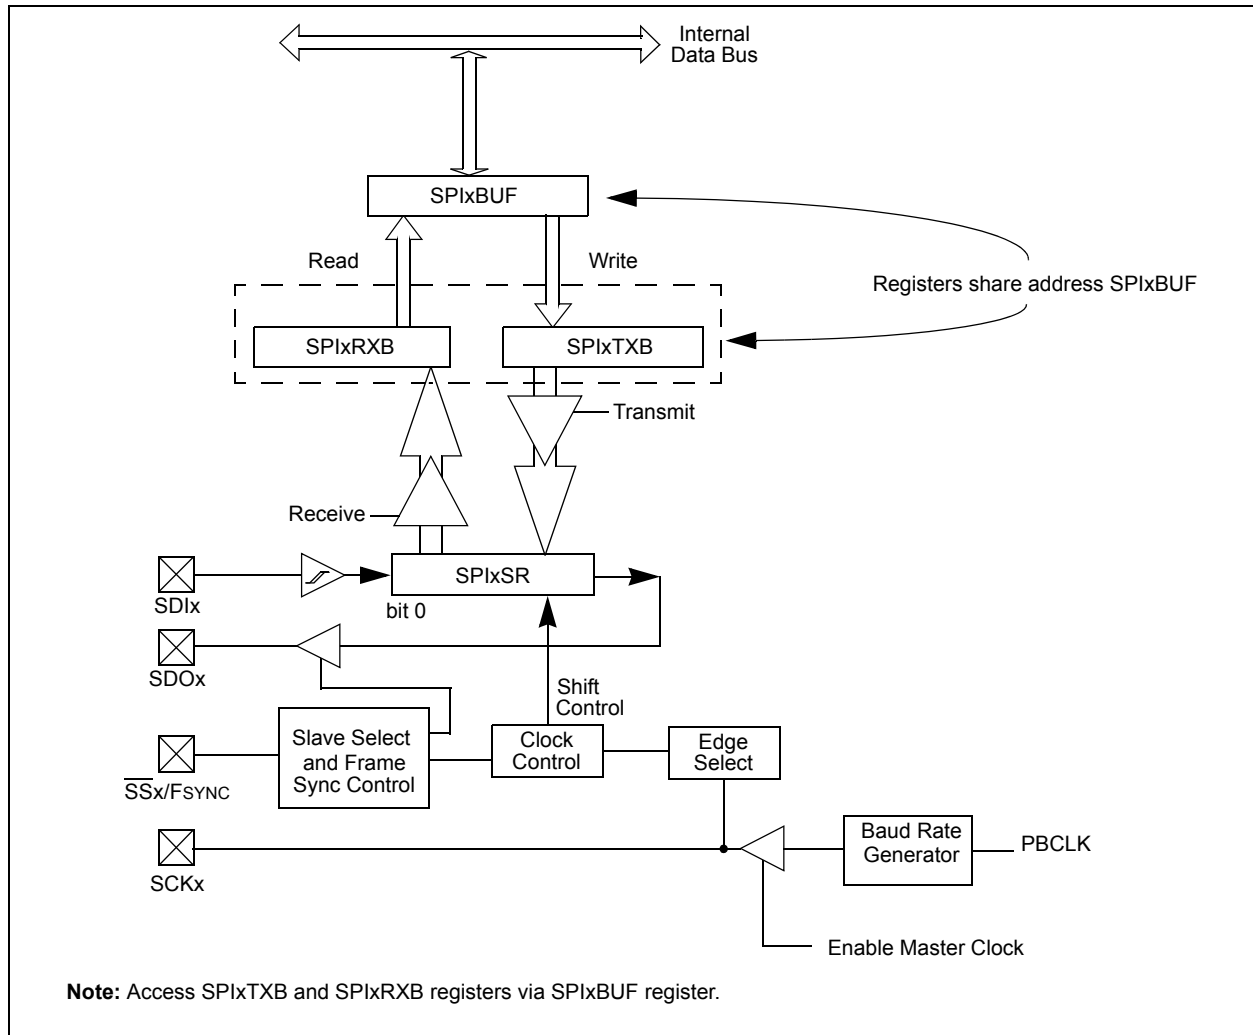 Internal
Data Bus
SPIxBUF
Read
Write
Registers share address SPIxBUF
SPIxRXB
SPIxTXB
Transmit
Receive
SPIxSR
SDIx
bit 0
SDOx
Shift
Control
Slave Select
and Frame
Sync Control
Clock
Control
Edge
Select
SSx/FSYNC
Baud Rate
Generator
PBCLK
SCKx
Enable Master Clock
Note: Access SPIxTXB and SPIxRXB registers via SPIxBUF register.